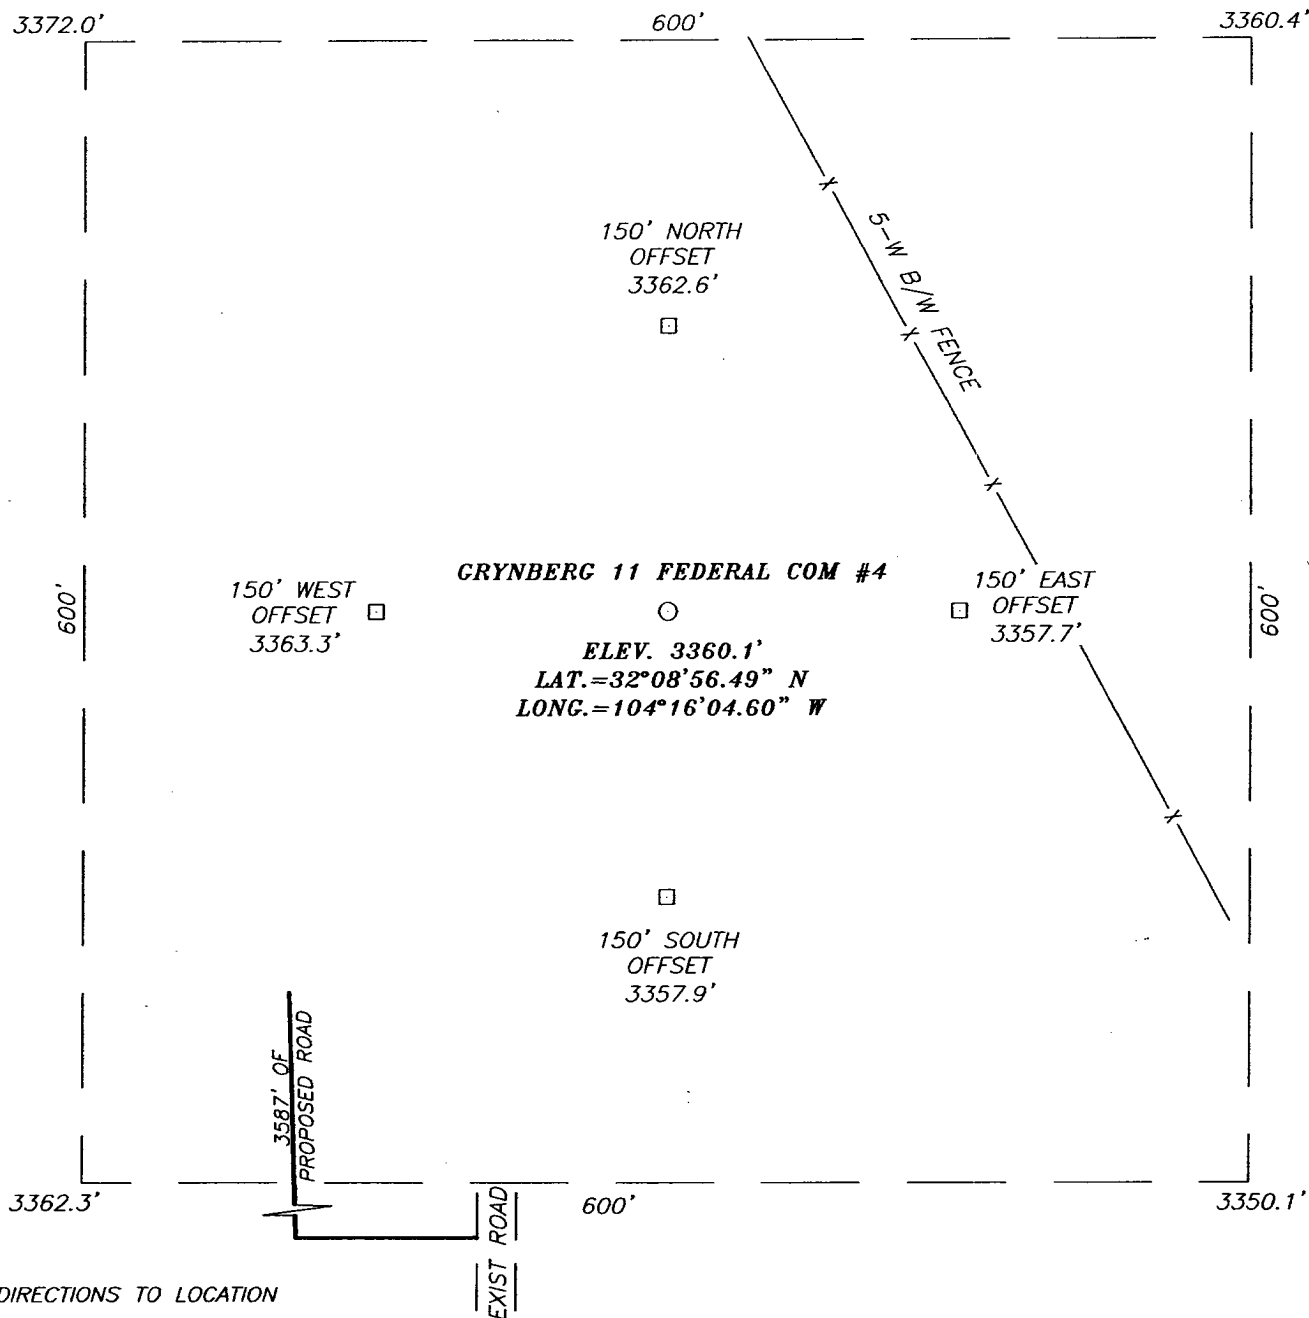 3372.0'
600'
3360.4'
150' NORTH
OFFSET
3362.6'
5-W B/W FENCE
GRYNBERG 11 FEDERAL COM #4
150' WEST
OFFSET
3363.3'
150' EAST
OFFSET
3357.7'
600'
600'
ELEV. 3360.1'
LAT.=32°08'56.49" N
LONG.=104°16'04.60" W
150' SOUTH
OFFSET
3357.9'
3587' OF
PROPOSED ROAD
3362.3'
600'
3350.1'
EXIST ROAD
DIRECTIONS TO LOCATION